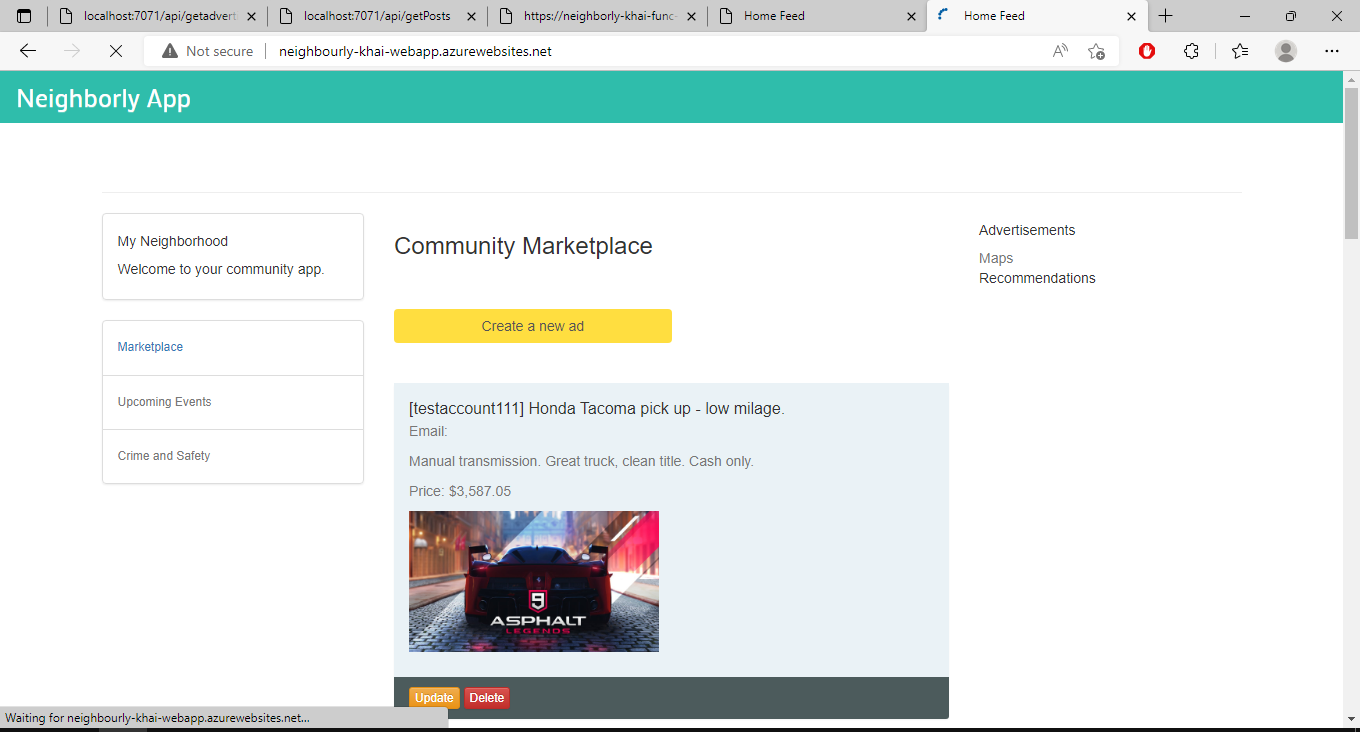 localhost:7071/api/getadvert
localhost:7071/api/getPosts
https://neighborly-khai-func-
Home Feed
Home Feed
Not secure
neighbourly-khai-webapp.azurewebsites.net
Neighborly App
My Neighborhood
Welcome to your community app.
Marketplace
Upcoming Events
Crime and Safety
Community Marketplace
Create a new ad
[testaccount111] Honda Tacoma pick up - low milage.
Email:
Manual transmission. Great truck, clean title. Cash only.
Price: $3,587.05
9
ASPHALT
LEGENDS
Update Delete
Advertisements
Maps
Recommendations
Waiting for neighbourly-khai-webapp.azurewebsites.net...